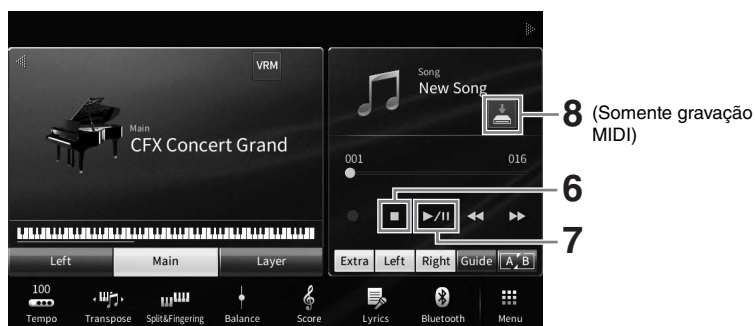 VRM
Song
New Song
8 (Somente gravação
MIDI)
Main
CFX Concert Grand
001 016
6
7
Left Main Layer
Extra Left Right Guide A B
100
Tempo Transpose Split&Fingering Balance Score Lyrics Bluetooth Menu